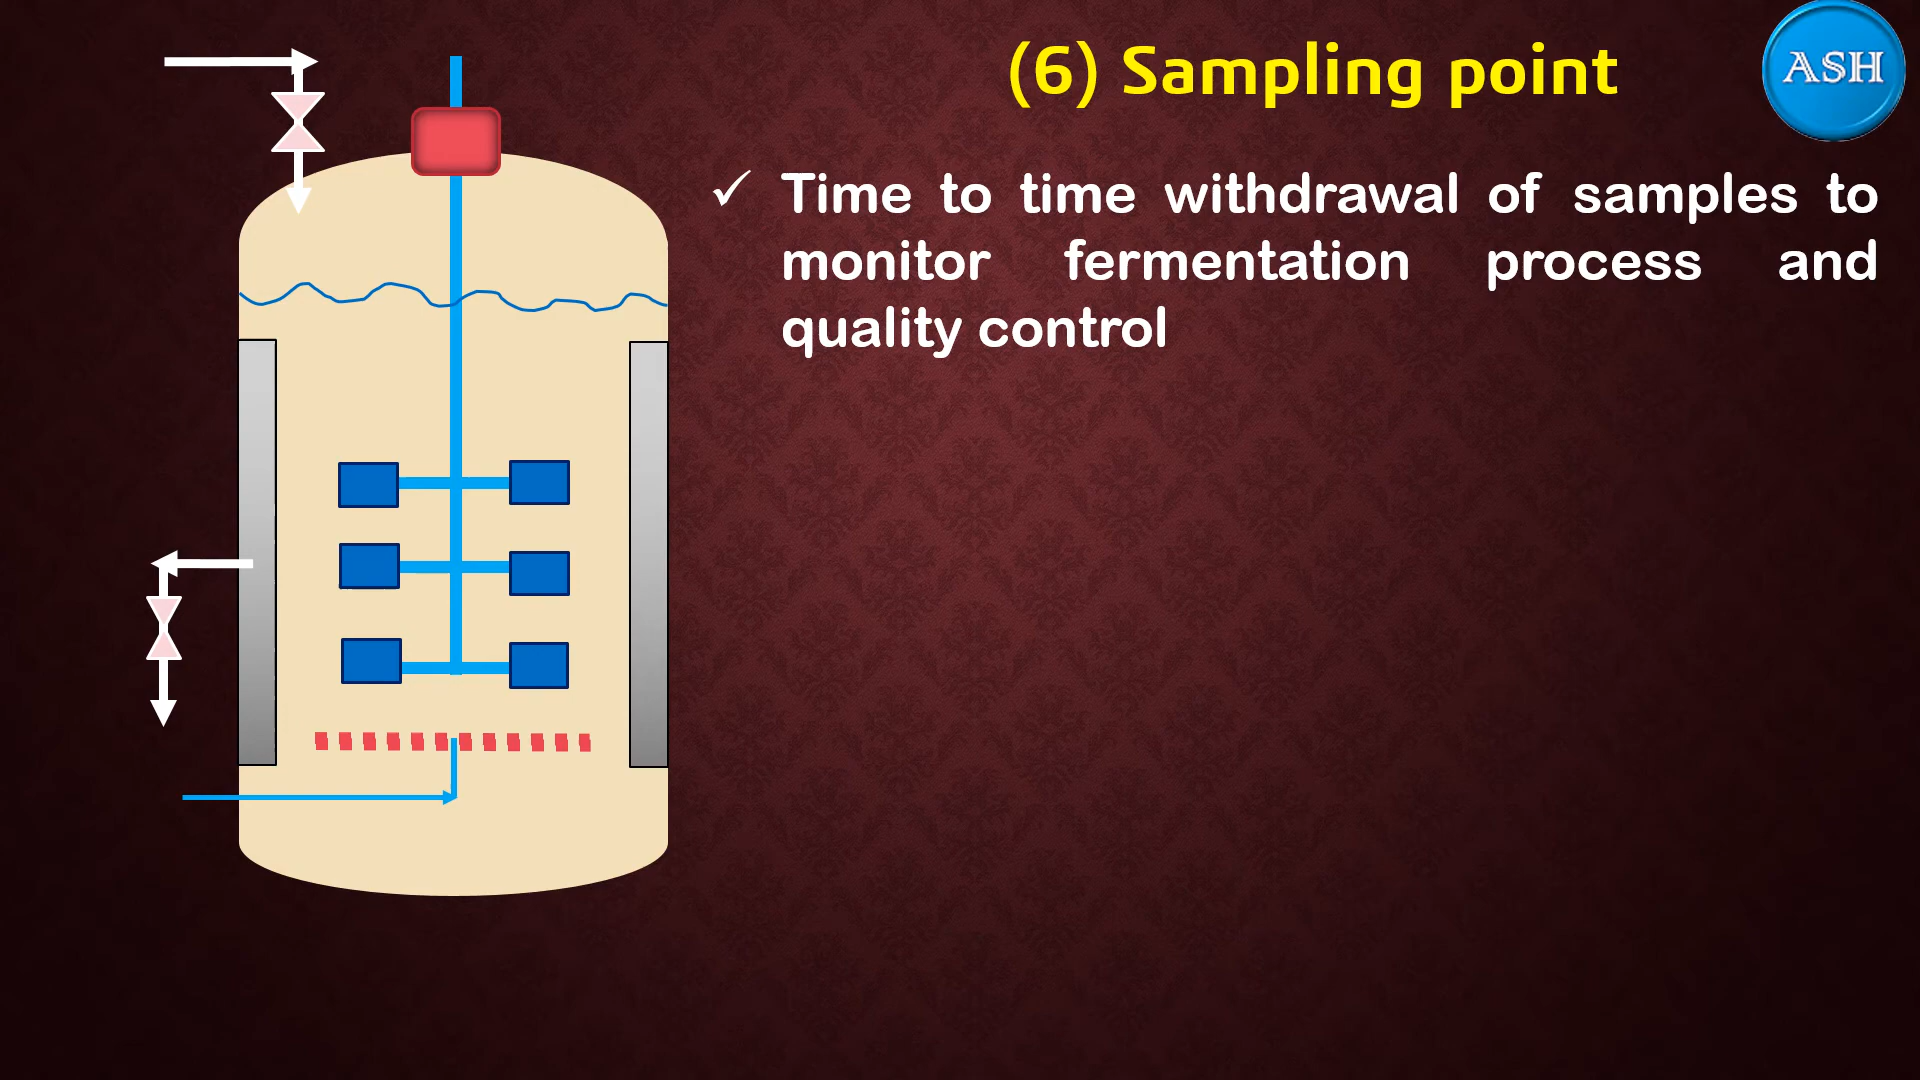 (6) Sampling point
ASH
Time to time withdrawal of samples to
monitor fermentation process and
quality control